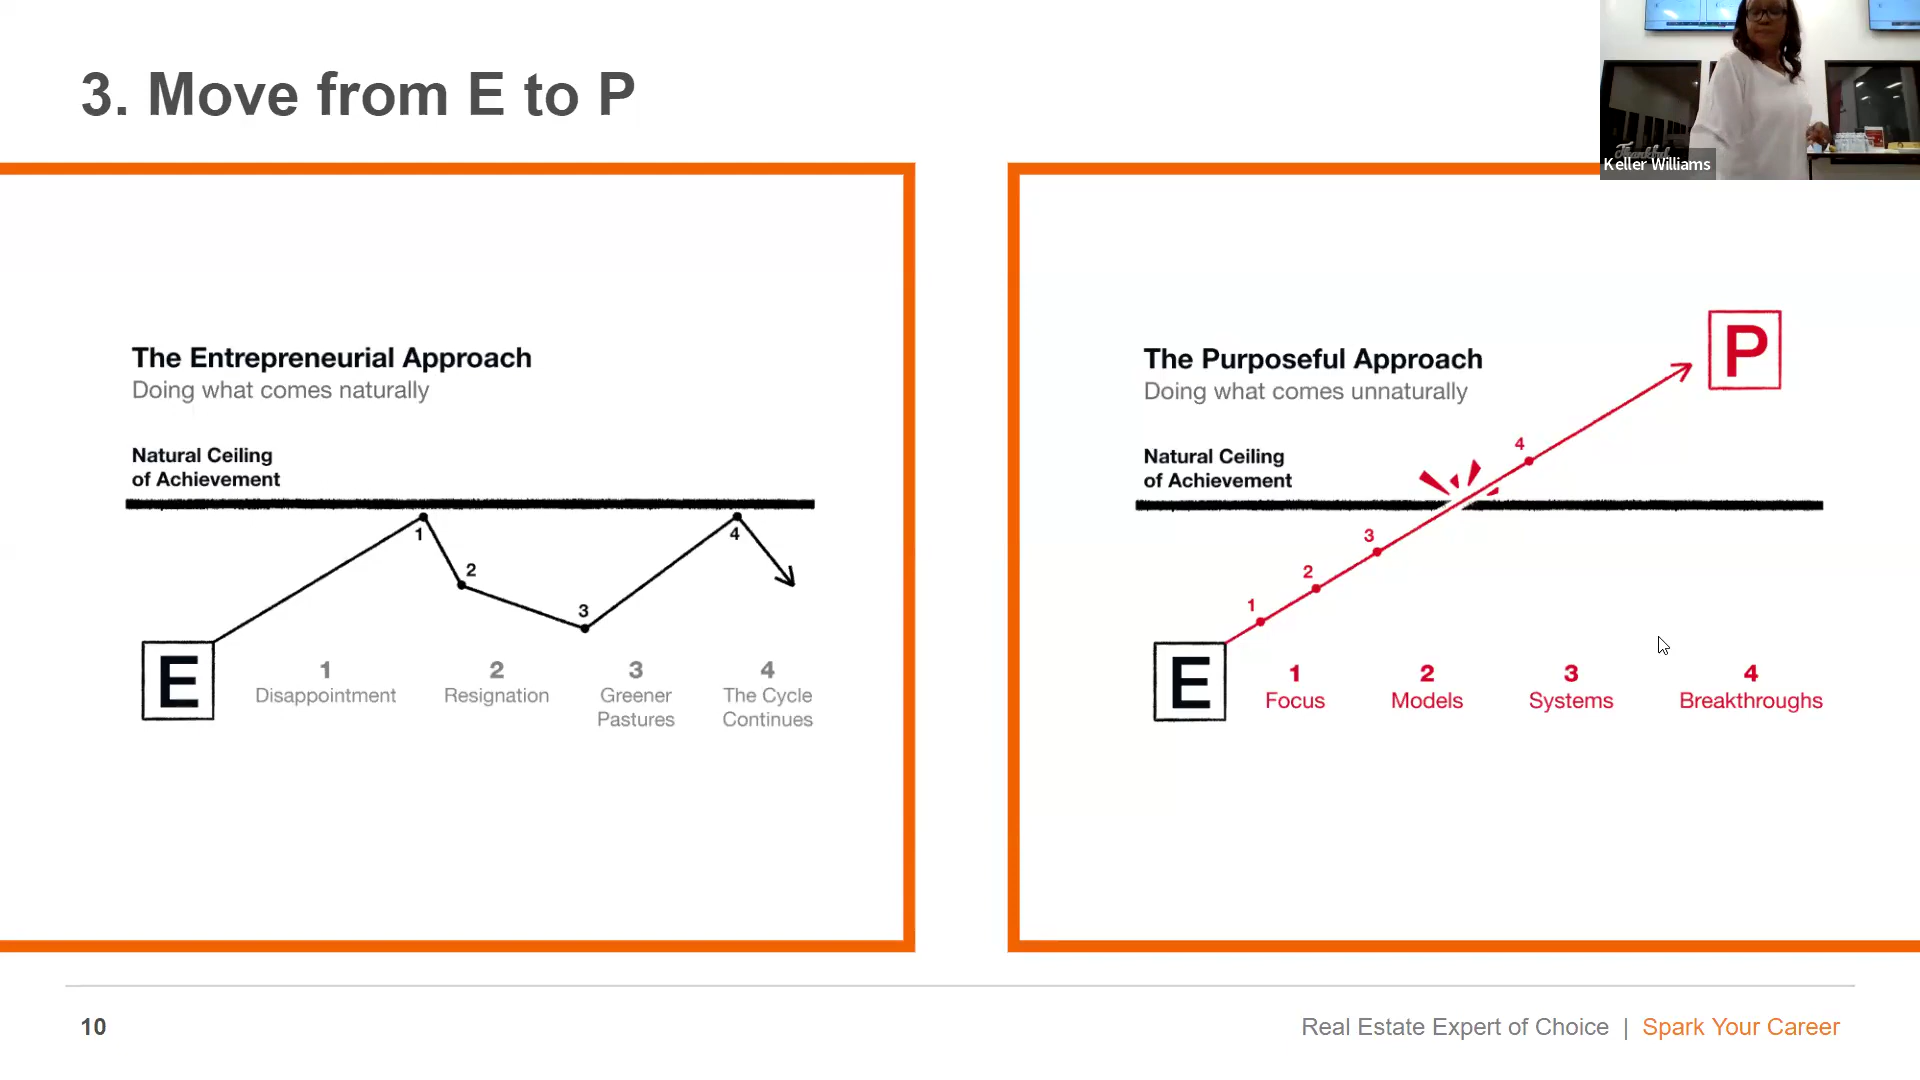 3. Move from E to P
Keller Williams
The Entrepreneurial Approach
Doing what comes naturally
Natural Ceiling
of Achievement
1
2
3
4
E
1
Disappointment
2
Resignation
3
Greener
Pastures
4
The Cycle
Continues
The Purposeful Approach
Doing what comes unnaturally
P
Natural Ceiling
of Achievement
4
3
2
1
E
1
Focus
2
Models
3
Systems
4
Breakthroughs
10
Real Estate Expert of Choice | Spark Your Career